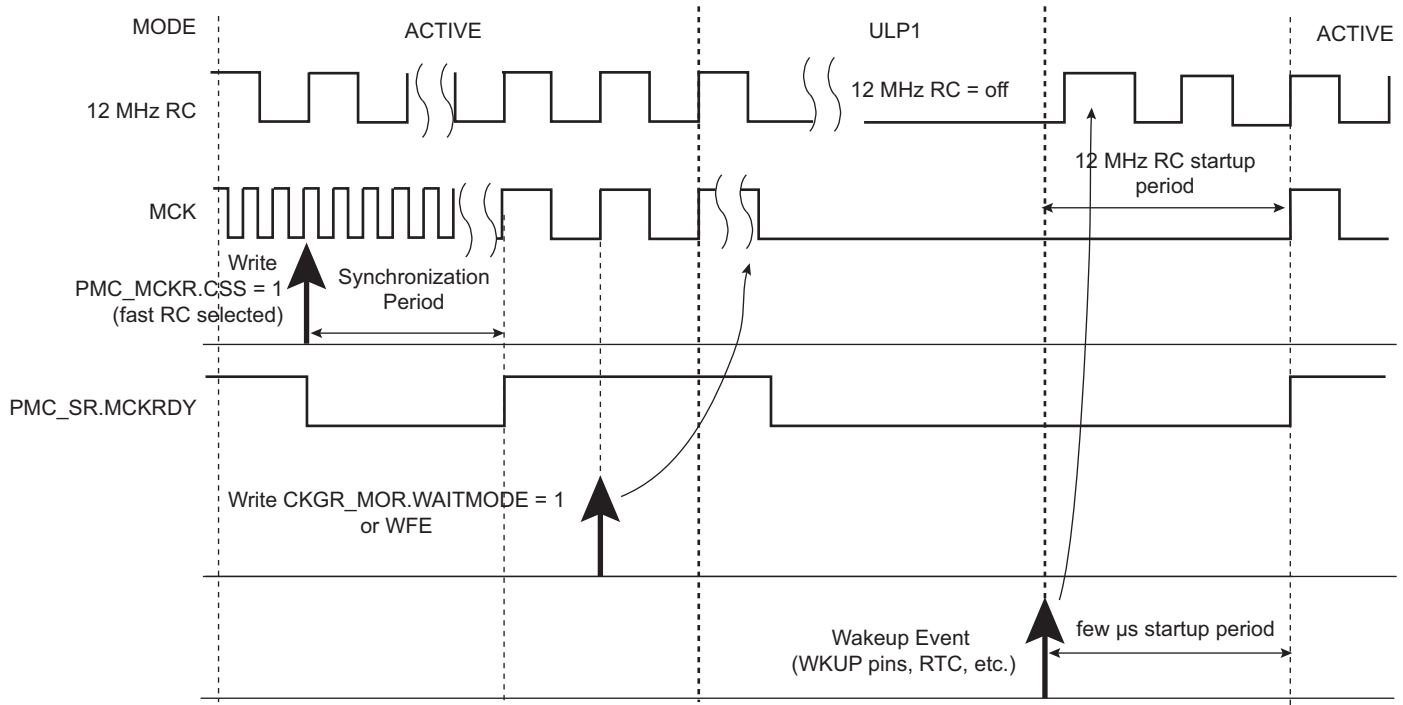 MODE
ACTIVE
ULP1
ACTIVE
12 MHz RC
12 MHz RC = off
12 MHz RC startup
period
MCK
Write
PMC_MCKR.CSS = 1
(fast RC selected)
Synchronization
Period
PMC_SR.MCKRDY
Write CKGR_MOR.WAITMODE = 1
or WFE
Wakeup Event
(WKUP pins, RTC, etc.)
few µs startup period